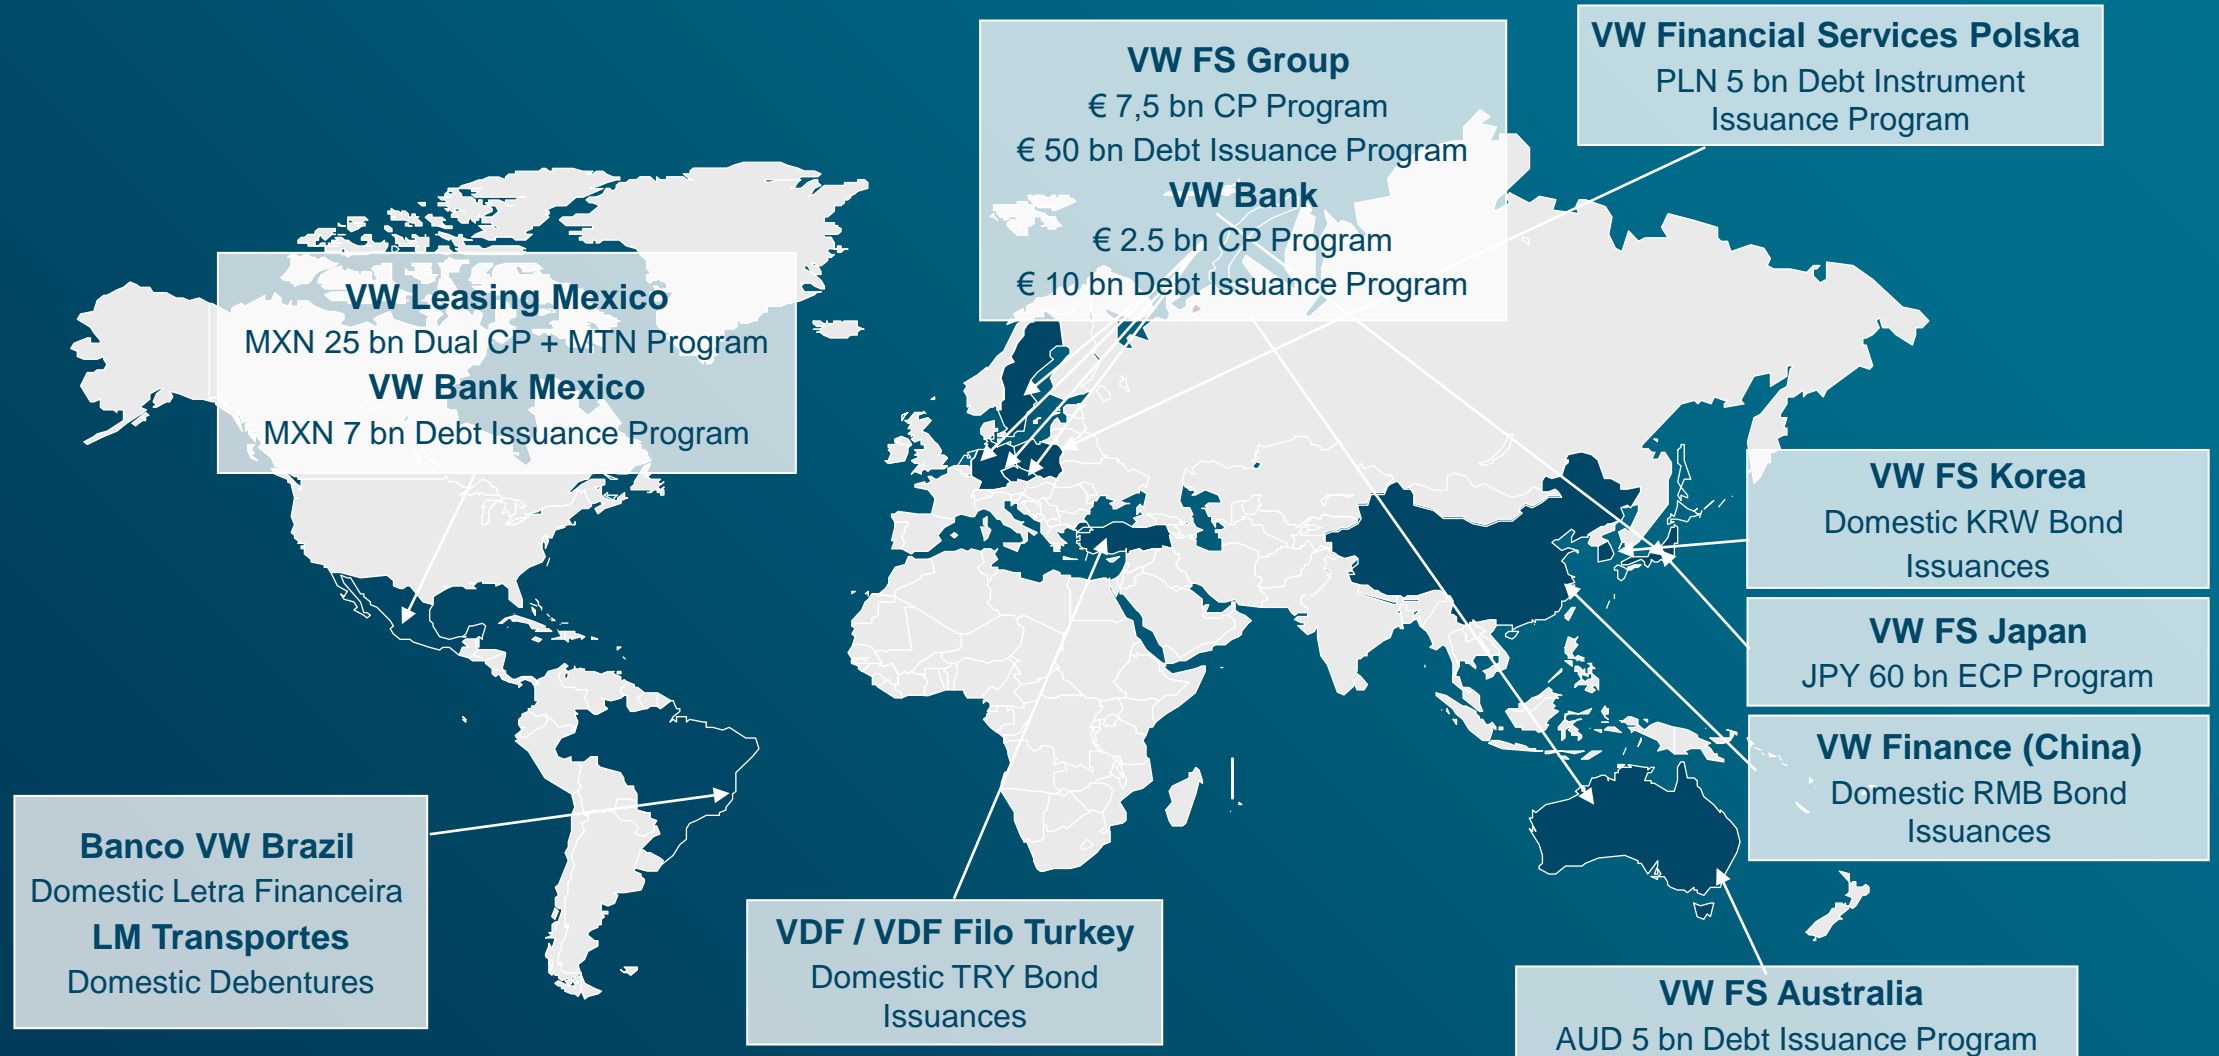 VW FS Group
€ 7,5 bn CP Program
€ 50 bn Debt Issuance Program
VW Bank
€ 2.5 bn CP Program
€ 10 bn Debt Issuance Program
VW Financial Services Polska
PLN 5 bn Debt Instrument
Issuance Program
VW Leasing Mexico
MXN 25 bn Dual CP + MTN Program
VW Bank Mexico
MXN 7 bn Debt Issuance Program
VW FS Korea
Domestic KRW Bond
Issuances
VW FS Japan
JPY 60 bn ECP Program
VW Finance (China)
Domestic RMB Bond
Issuances
Banco VW Brazil
Domestic Letra Financeira
LM Transportes
Domestic Debentures
VDF / VDF Filo Turkey
Domestic TRY Bond
Issuances
VW FS Australia
AUD 5 bn Debt Issuance Program